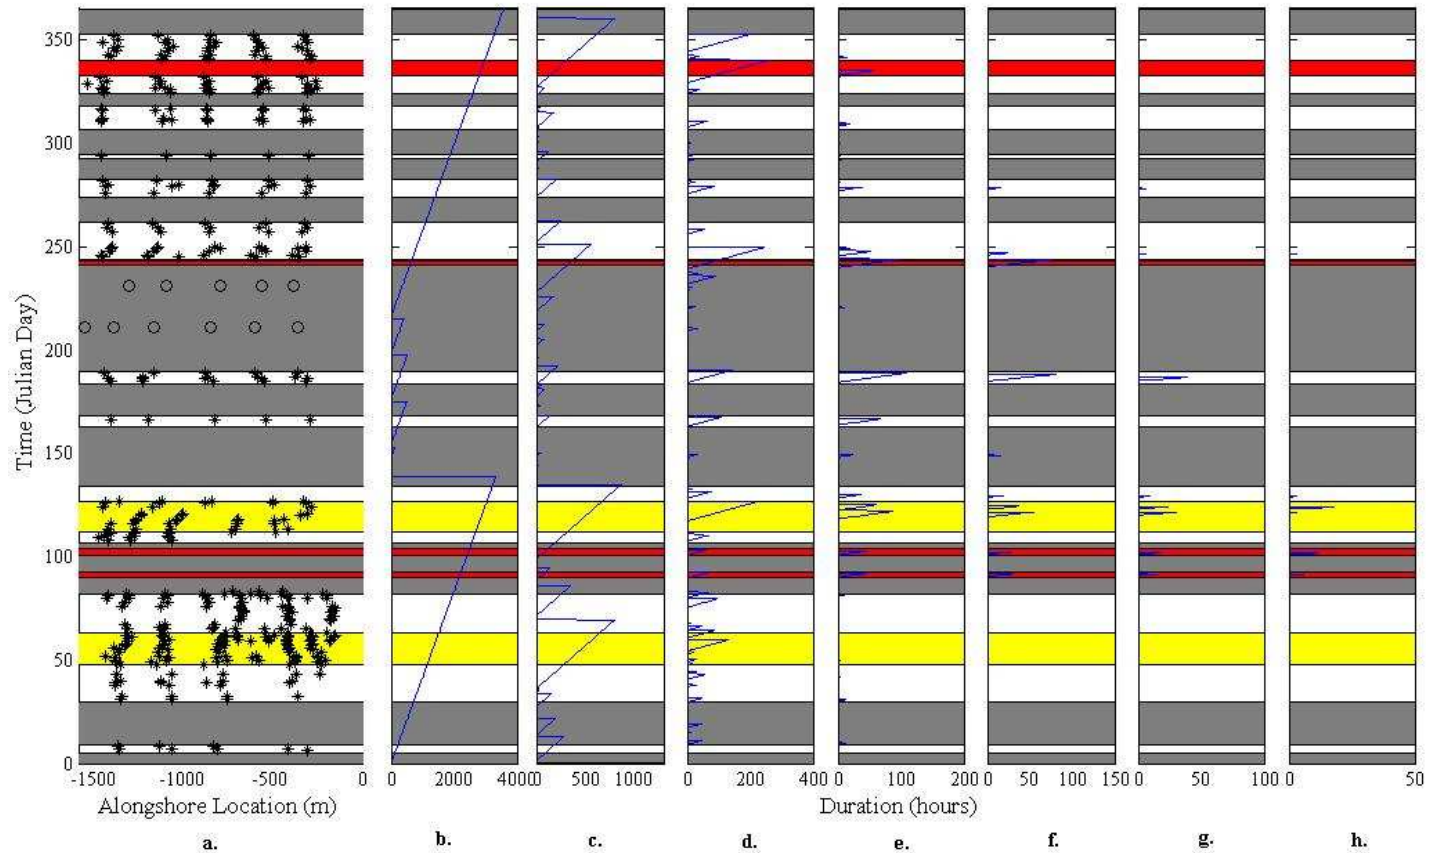 350
300
250
200
150
100
50
0
Time (Julian Day)
-1500 -1000 -500 0
0 2000 4000
0 500 1000
0 200 400
0 100 200
0 50 100 150
0 50 100
0 50
Alongshore Location (m)
Duration (hours)
a. b. c. d. e. f. g. h.